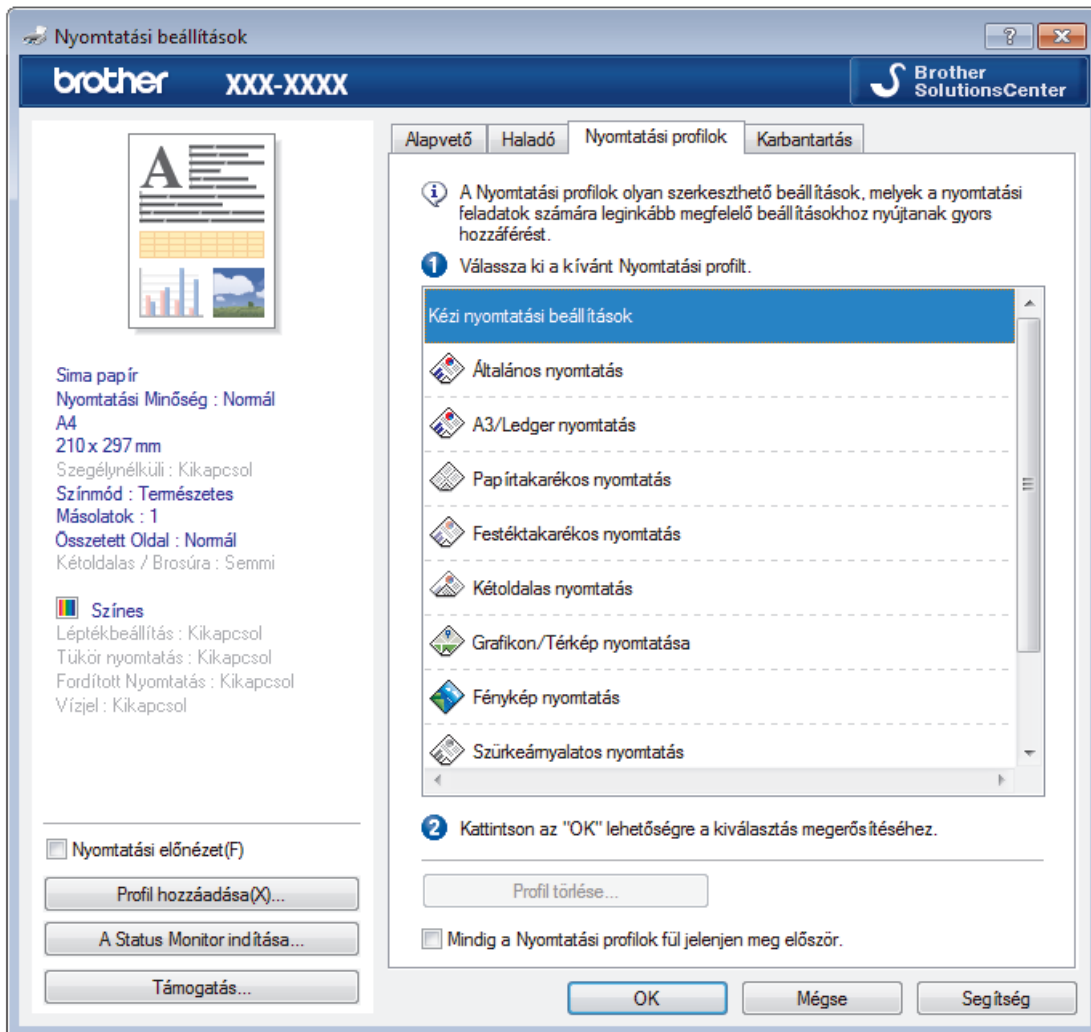 Nyomtatási beállítások
brother XXX-XXXX
Brother
SolutionsCenter
A
Sima papír
Nyomtatási Minőség : Normál
A4
210 x 297 mm
Szegélynélküli : Kikapcsol
Színmód : Természetes
Másolatok : 1
Összetett Oldal : Normál
Kétoldalas / Brosúra : Semmi
Színes
Léptékbeállítás : Kikapcsol
Tükör nyomtatás : Kikapcsol
Fordított Nyomtatás : Kikapcsol
Vízjel : Kikapcsol
Nyomtatási előnézet(F)
Profil hozzáadása(X)...
A Status Monitor indítása...
Támogatás...
Alapvető Haladó Nyomtatási profilok Karbantartás
A Nyomtatási profilok olyan szerkeszthető beállítások, melyek a nyomtatási
feladatok számára leginkább megfelelő beállításokhoz nyújtanak gyors
hozzáférést.
1 Válassza ki a kívánt Nyomtatási profilt.
Kézi nyomtatási beállítások
Általános nyomtatás
A3/Ledger nyomtatás
Papírtakarékos nyomtatás
Festéktakarékos nyomtatás
Kétoldalas nyomtatás
Grafikon/Térkép nyomtatása
Fénykép nyomtatás
Szürkeárnyalatos nyomtatás
2 Kattintson az "OK" lehetőségre a kiválasztás megerősítéséhez.
Profil törlése...
Mindig a Nyomtatási profilok fül jelenjen meg először.
OK Mégse Segítség